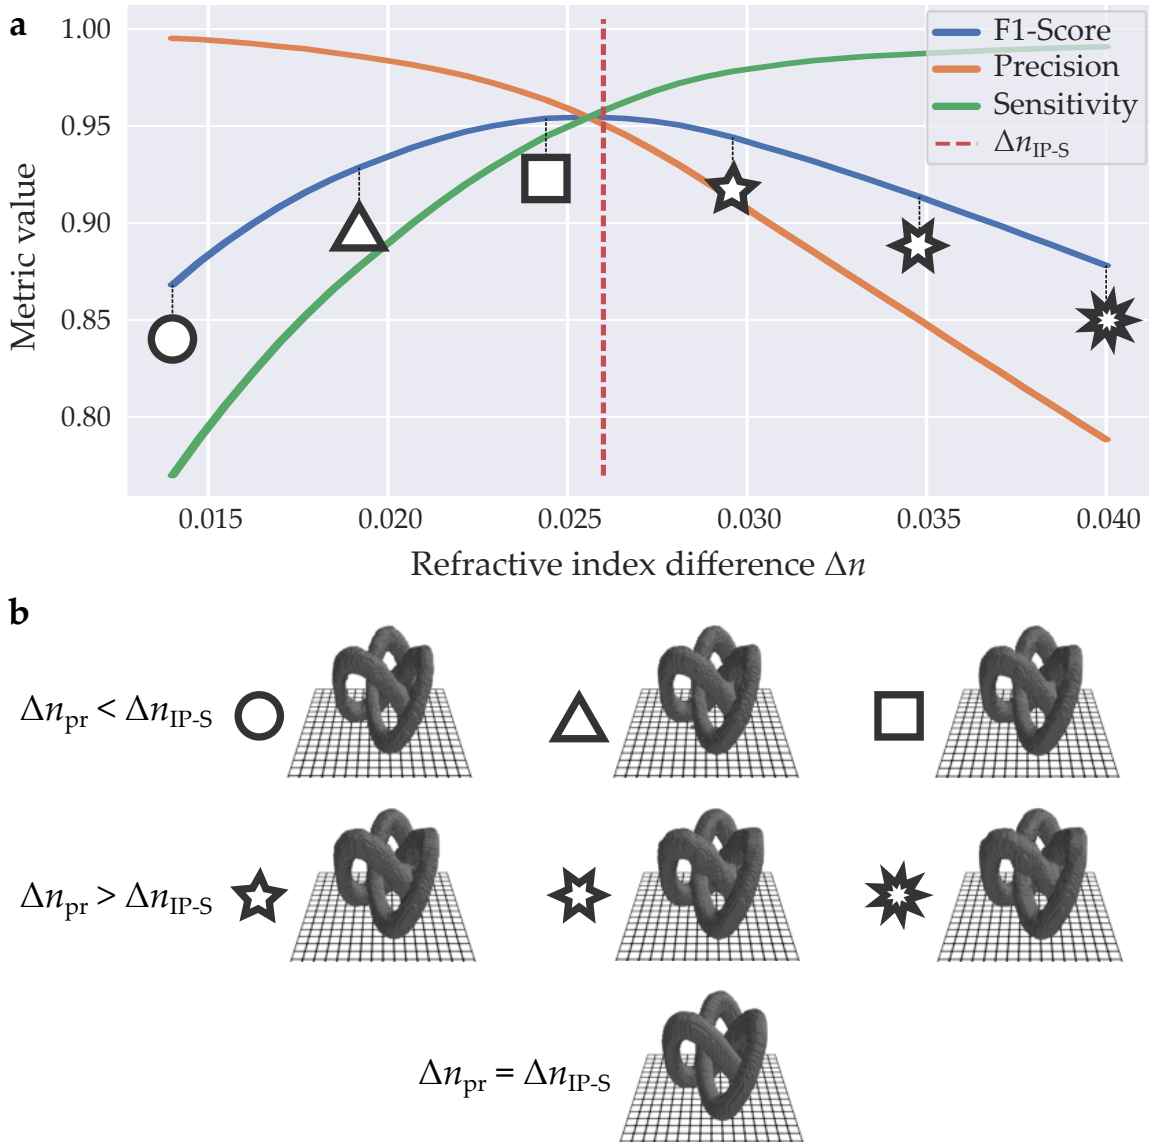 a
1.00
0.95
0.90
0.85
0.80
Metric value
F1-Score
Precision
Sensitivity
Δn_IP-S
0.015
0.020
0.026
0.030
0.035
0.040
Refractive index difference Δn
b
Δn_pr < Δn_IP-S
Δn_pr > Δn_IP-S
Δn_pr = Δn_IP-S